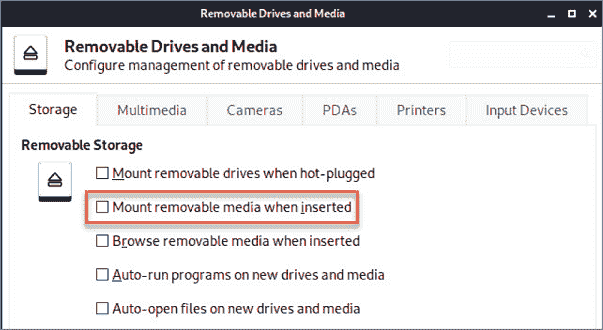 Removable Drives and Media
Removable Drives and Media
Configure management of removable drives and media
Storage Multimedia Cameras PDAs Printers Input Devices
Removable Storage
Mount removable drives when hot-plugged
Mount removable media when inserted
Browse removable media when inserted
Auto-run programs on new drives and media
Auto-open files on new drives and media